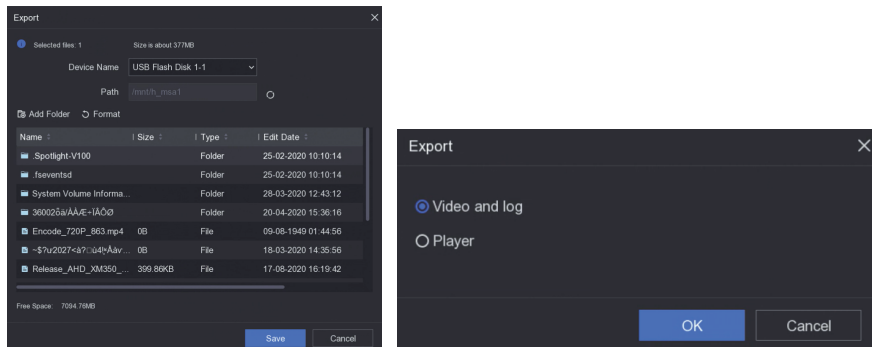 Export
Selected files: 1 Size is about 377MB
Device Name USB Flash Disk 1-1
Path /mnt/h_msa1
Add Folder Format
Name Size Type Edit Date
.Spotlight-V100 Folder 25-02-2020 10:10:14
.fseventsd Folder 25-02-2020 10:10:14
System Volume Informa... Folder 28-03-2020 12:43:12
Folder 20-04-2020 15:36:16
Encode_720P_863.mp4 0B File 09-08-1949 01:44:56
0B File 18-03-2020 14:35:56
Release_AHD_XM350_... 399.86KB File 17-08-2020 16:19:42
Free Space: 7094.76MB
Save Cancel
Export
Video and log
Player
OK Cancel